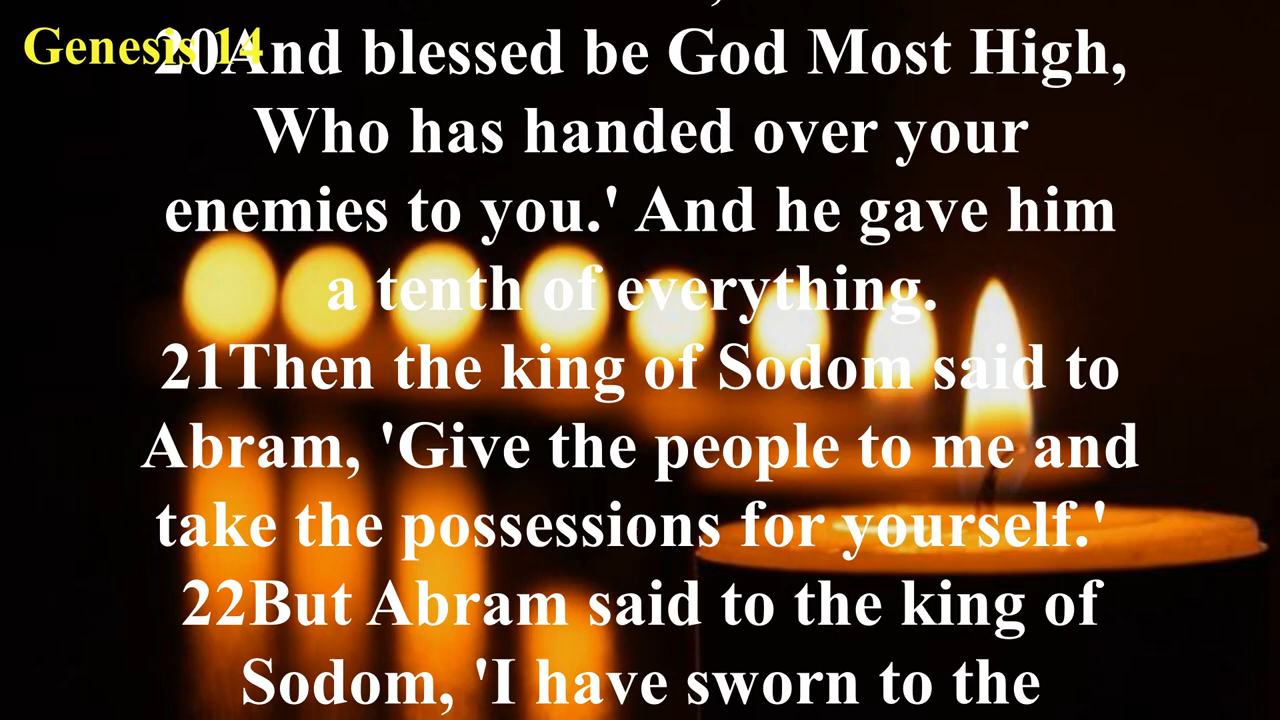 Genesis 14
20And blessed be God Most High,
Who has handed over your
enemies to you.' And he gave him
a tenth of everything.
21Then the king of Sodom said to
Abram, 'Give the people to me and
take the possessions for yourself.'
22But Abram said to the king of
Sodom, 'I have sworn to the